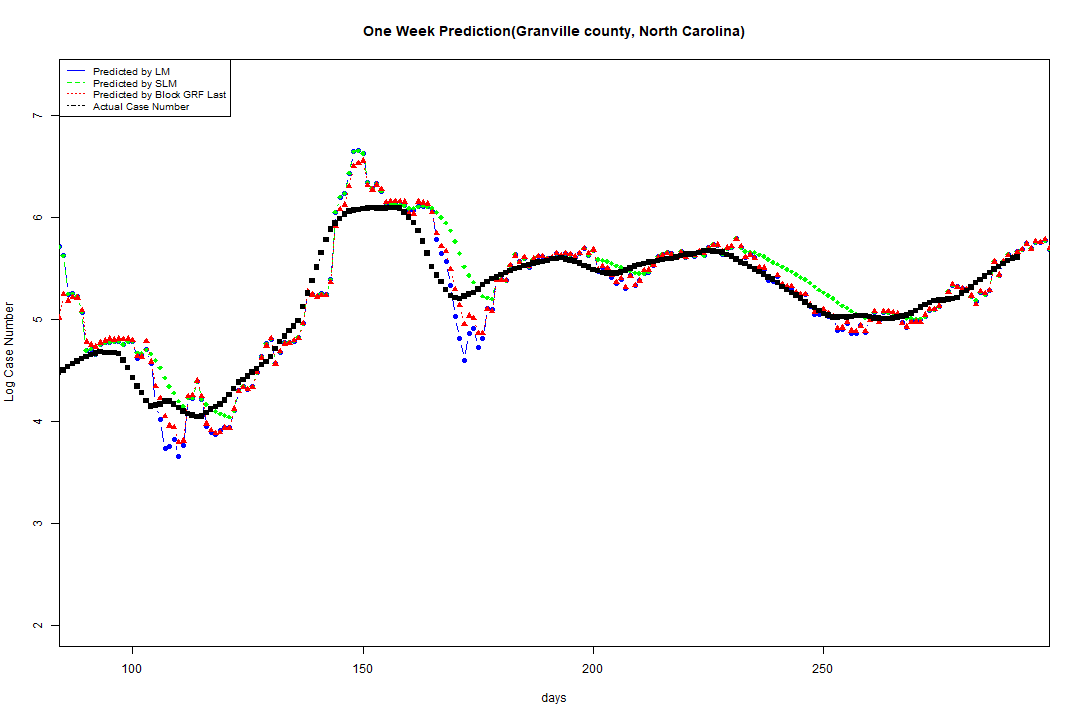 One Week Prediction(Granville county, North Carolina)
Predicted by LM
Predicted by SLM
Predicted by Block GRF Last
Actual Case Number
7
6
5
4
3
2
Log Case Number
100 150 200 250
days